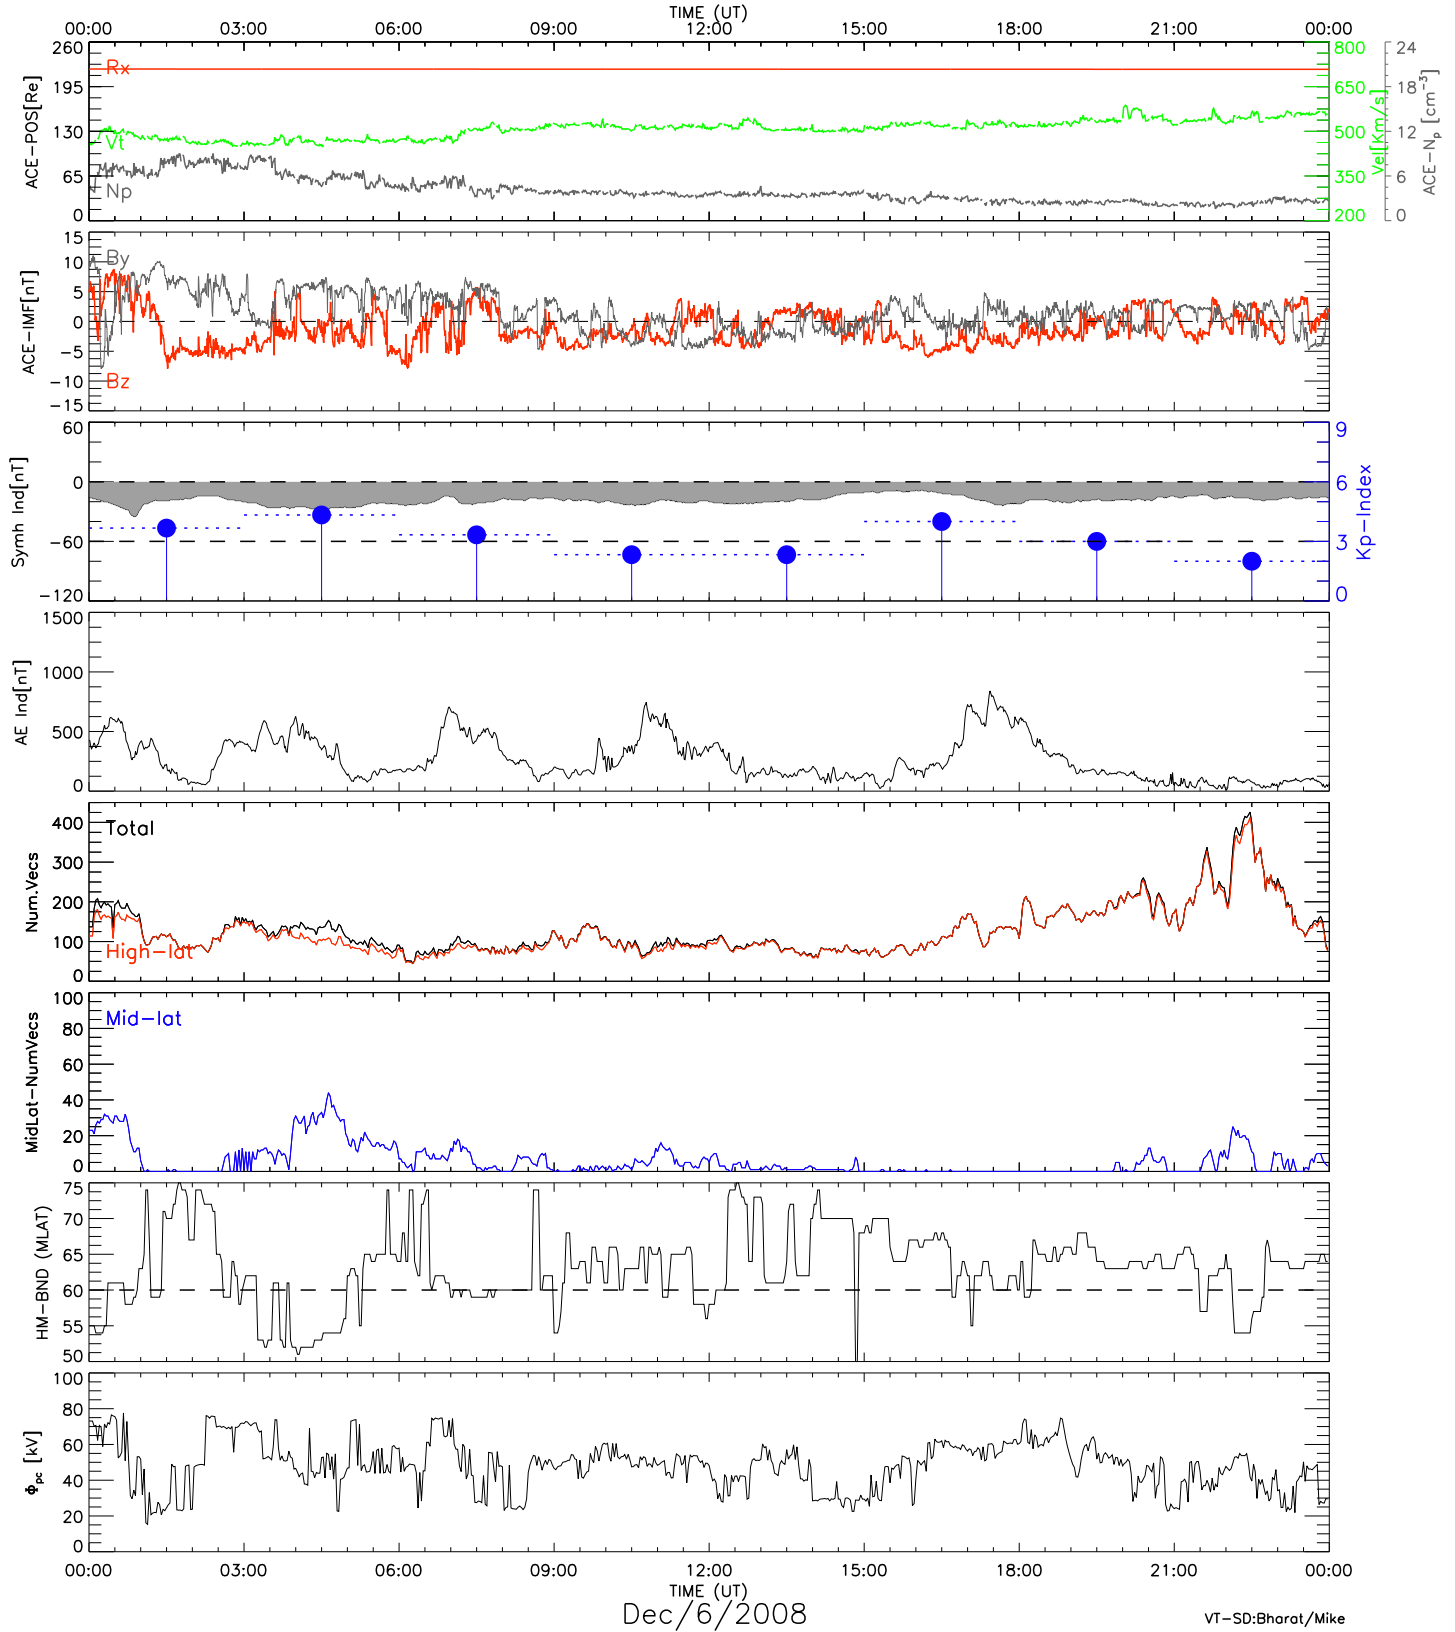 TIME (UT)
00:00 03:00 06:00 09:00 12:00 15:00 18:00 21:00 00:00
260
195
130
65
0
ACE-POS[Re]
Rx
Vt
Np
800
650
500
350
200
Vel[Km/s]
24
18
12
6
0
ACE-Np [cm-3]
15
10
5
0
-5
-10
-15
ACE-IMF[nT]
By
Bz
60
0
-60
-120
Symh Ind[nT]
9
6
3
0
Kp-Index
1500
1000
500
0
AE Ind[nT]
400
300
200
100
0
Num.Vecs
Total
High-lat
100
80
60
40
20
0
MidLat-NumVecs
Mid-lat
75
70
65
60
55
50
HM-BND (MLAT)
100
80
60
40
20
0
Φpc [kV]
00:00 03:00 06:00 09:00 12:00 15:00 18:00 21:00 00:00
TIME (UT)
Dec/6/2008
VT-SD:Bharat/Mike